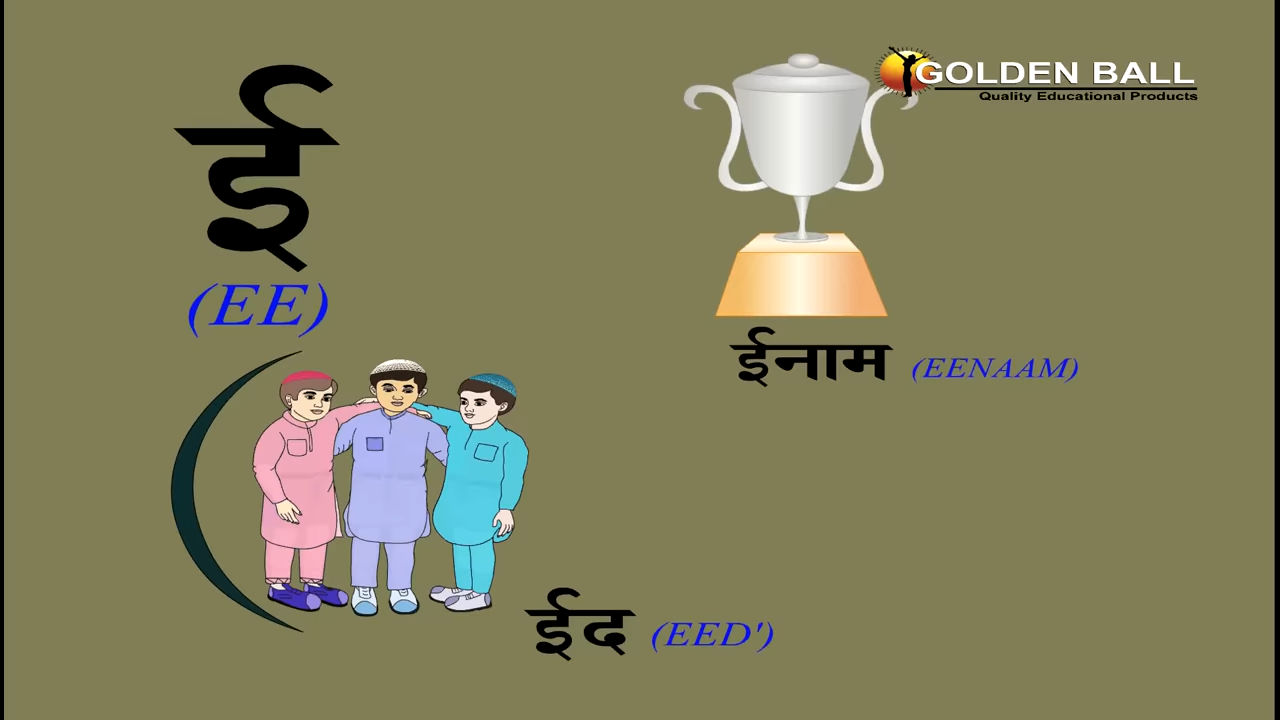 ई
(EE)
GOLDEN BALL
Quality Educational Products
ईनाम (EENAAM)
ईद (EED')